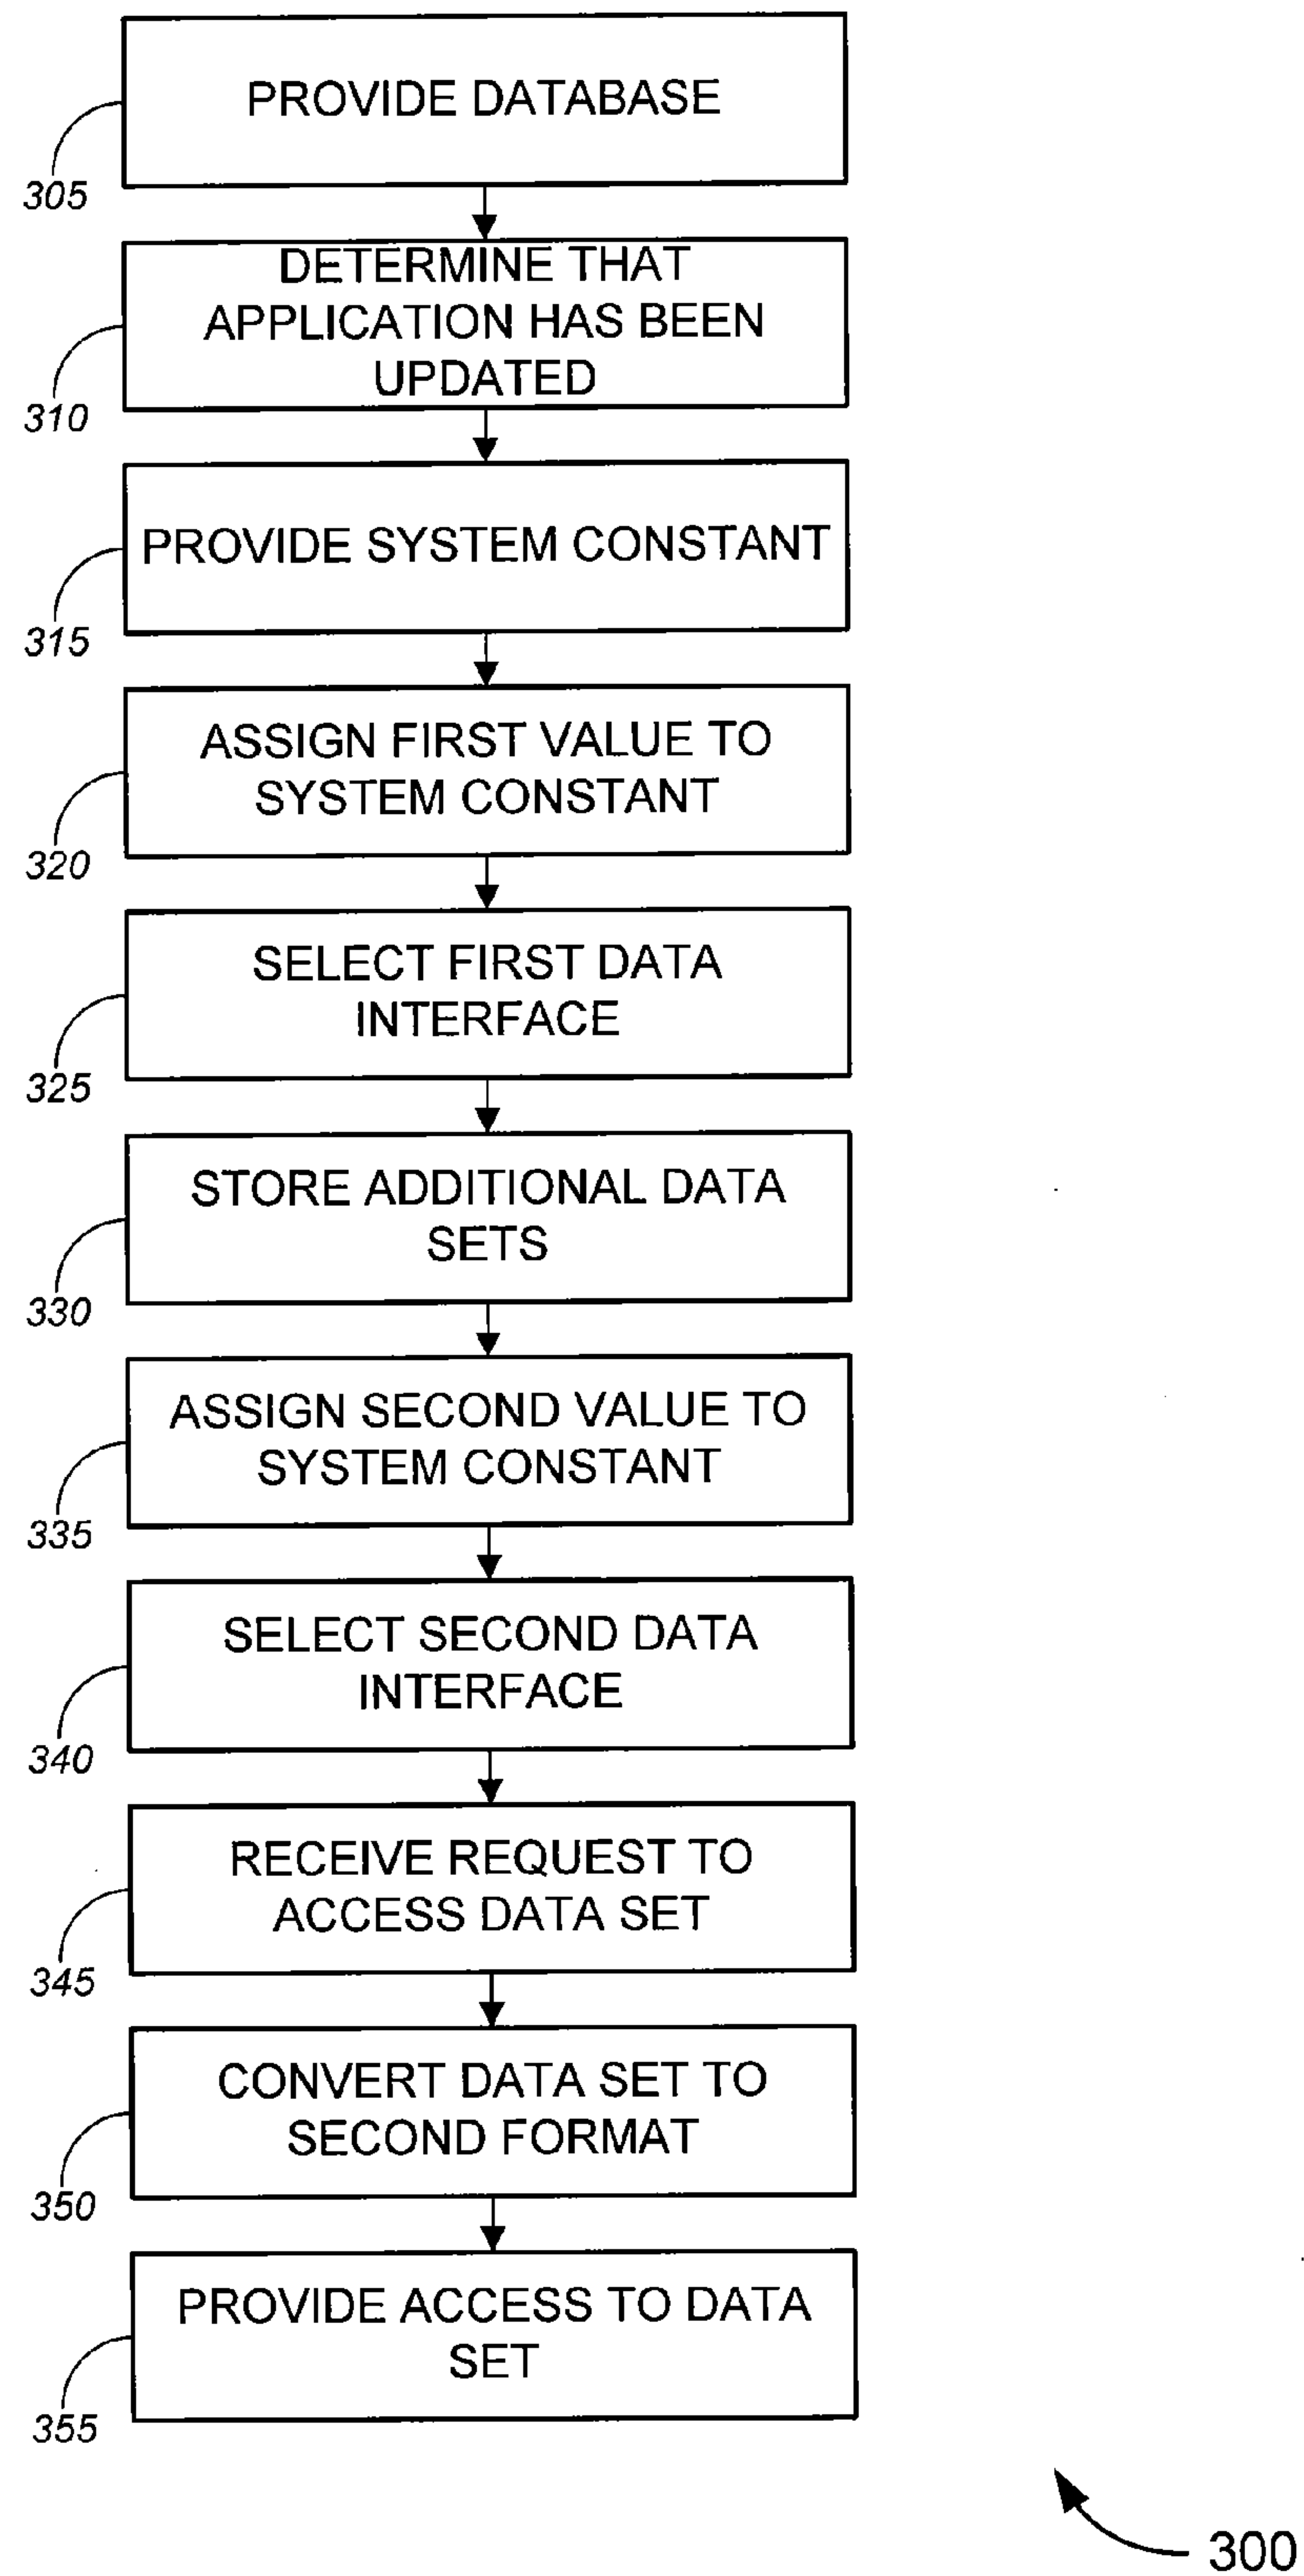 PROVIDE DATABASE
305
DETERMINE THAT
APPLICATION HAS BEEN
UPDATED
310
PROVIDE SYSTEM CONSTANT
315
ASSIGN FIRST VALUE TO
SYSTEM CONSTANT
320
SELECT FIRST DATA
INTERFACE
325
STORE ADDITIONAL DATA
SETS
330
ASSIGN SECOND VALUE TO
SYSTEM CONSTANT
335
SELECT SECOND DATA
INTERFACE
340
RECEIVE REQUEST TO
ACCESS DATA SET
345
CONVERT DATA SET TO
SECOND FORMAT
350
PROVIDE ACCESS TO DATA
SET
355
300